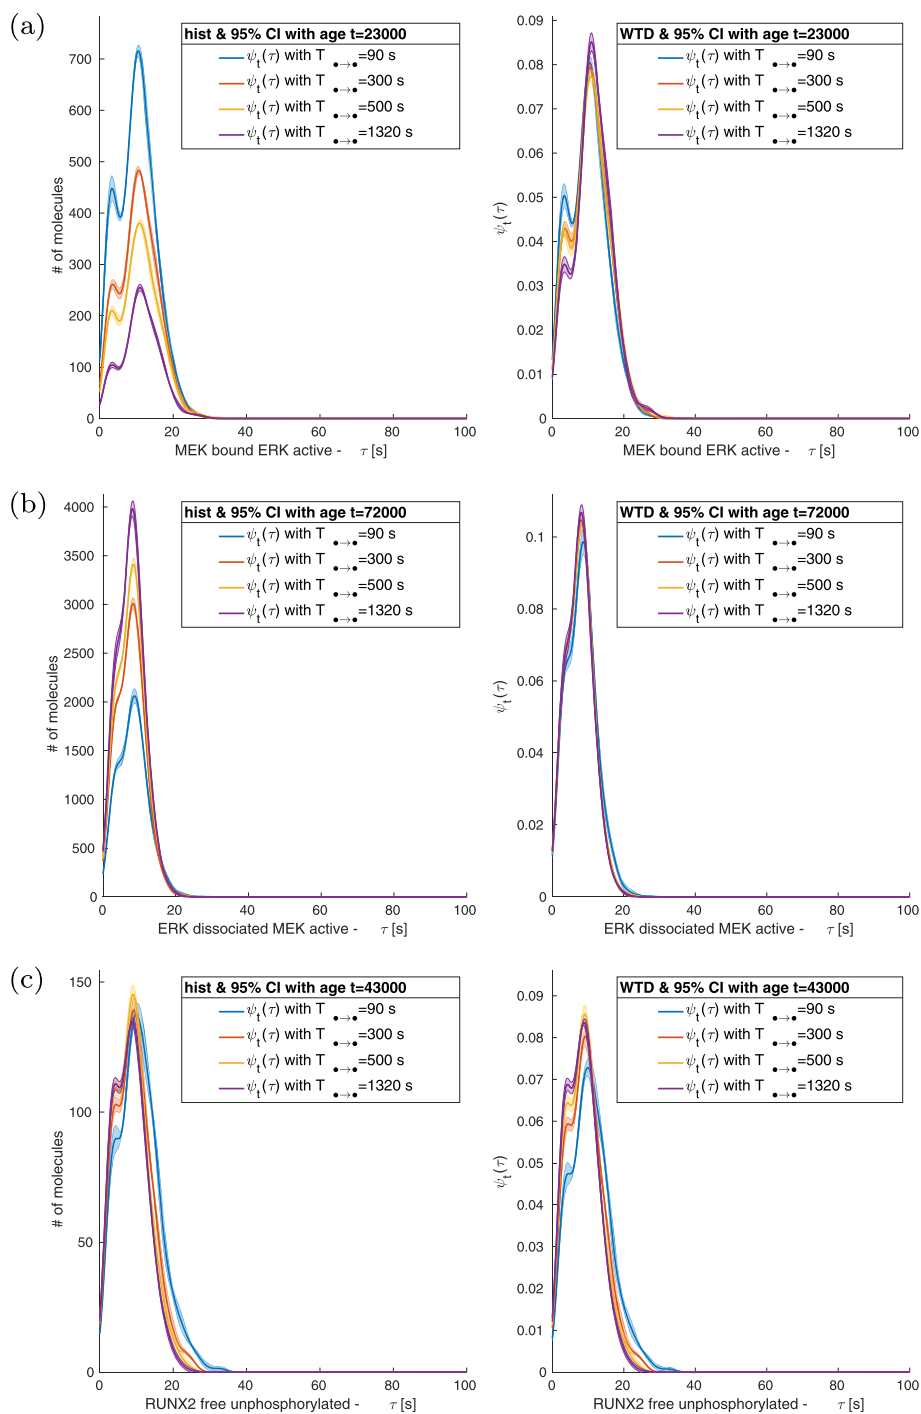 (a)
hist & 95% CI with age t=23000
ψt(τ) with T ●→●=90 s
ψt(τ) with T ●→●=300 s
ψt(τ) with T ●→●=500 s
ψt(τ) with T ●→●=1320 s
# of molecules
700
600
500
400
300
200
100
0
0 20 40 60 80 100
MEK bound ERK active - τ [s]
WTD & 95% CI with age t=23000
ψt(τ) with T ●→●=90 s
ψt(τ) with T ●→●=300 s
ψt(τ) with T ●→●=500 s
ψt(τ) with T ●→●=1320 s
ψt(τ)
0.09
0.08
0.07
0.06
0.05
0.04
0.03
0.02
0.01
0
0 20 40 60 80 100
MEK bound ERK active - τ [s]
(b)
hist & 95% CI with age t=72000
ψt(τ) with T ●→●=90 s
ψt(τ) with T ●→●=300 s
ψt(τ) with T ●→●=500 s
ψt(τ) with T ●→●=1320 s
# of molecules
4000
3500
3000
2500
2000
1500
1000
500
0
0 20 40 60 80 100
ERK dissociated MEK active - τ [s]
WTD & 95% CI with age t=72000
ψt(τ) with T ●→●=90 s
ψt(τ) with T ●→●=300 s
ψt(τ) with T ●→●=500 s
ψt(τ) with T ●→●=1320 s
ψt(τ)
0.1
0.08
0.06
0.04
0.02
0
0 20 40 60 80 100
ERK dissociated MEK active - τ [s]
(c)
hist & 95% CI with age t=43000
ψt(τ) with T ●→●=90 s
ψt(τ) with T ●→●=300 s
ψt(τ) with T ●→●=500 s
ψt(τ) with T ●→●=1320 s
# of molecules
150
100
50
0
0 20 40 60 80 100
RUNX2 free unphosphorylated - τ [s]
WTD & 95% CI with age t=43000
ψt(τ) with T ●→●=90 s
ψt(τ) with T ●→●=300 s
ψt(τ) with T ●→●=500 s
ψt(τ) with T ●→●=1320 s
ψt(τ)
0.09
0.08
0.07
0.06
0.05
0.04
0.03
0.02
0.01
0
0 20 40 60 80 100
RUNX2 free unphosphorylated - τ [s]